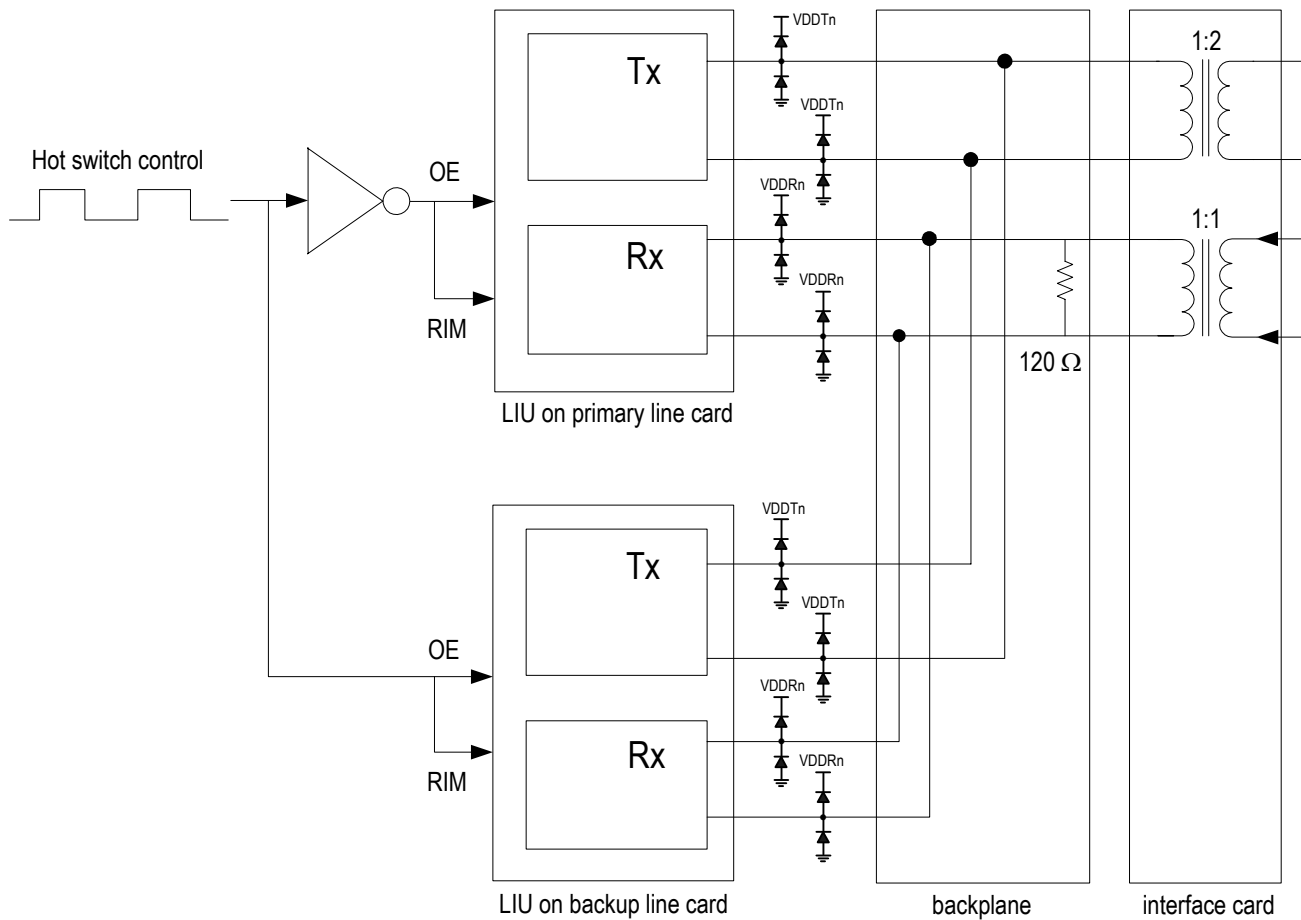 VDDTn
1:2
Tx
VDDTn
Hot switch control
OE
VDDRn
1:1
Rx
VDDRn
RIM
120 Ω
LIU on primary line card
VDDTn
Tx
VDDTn
OE
VDDRn
Rx
VDDRn
RIM
LIU on backup line card
backplane
interface card